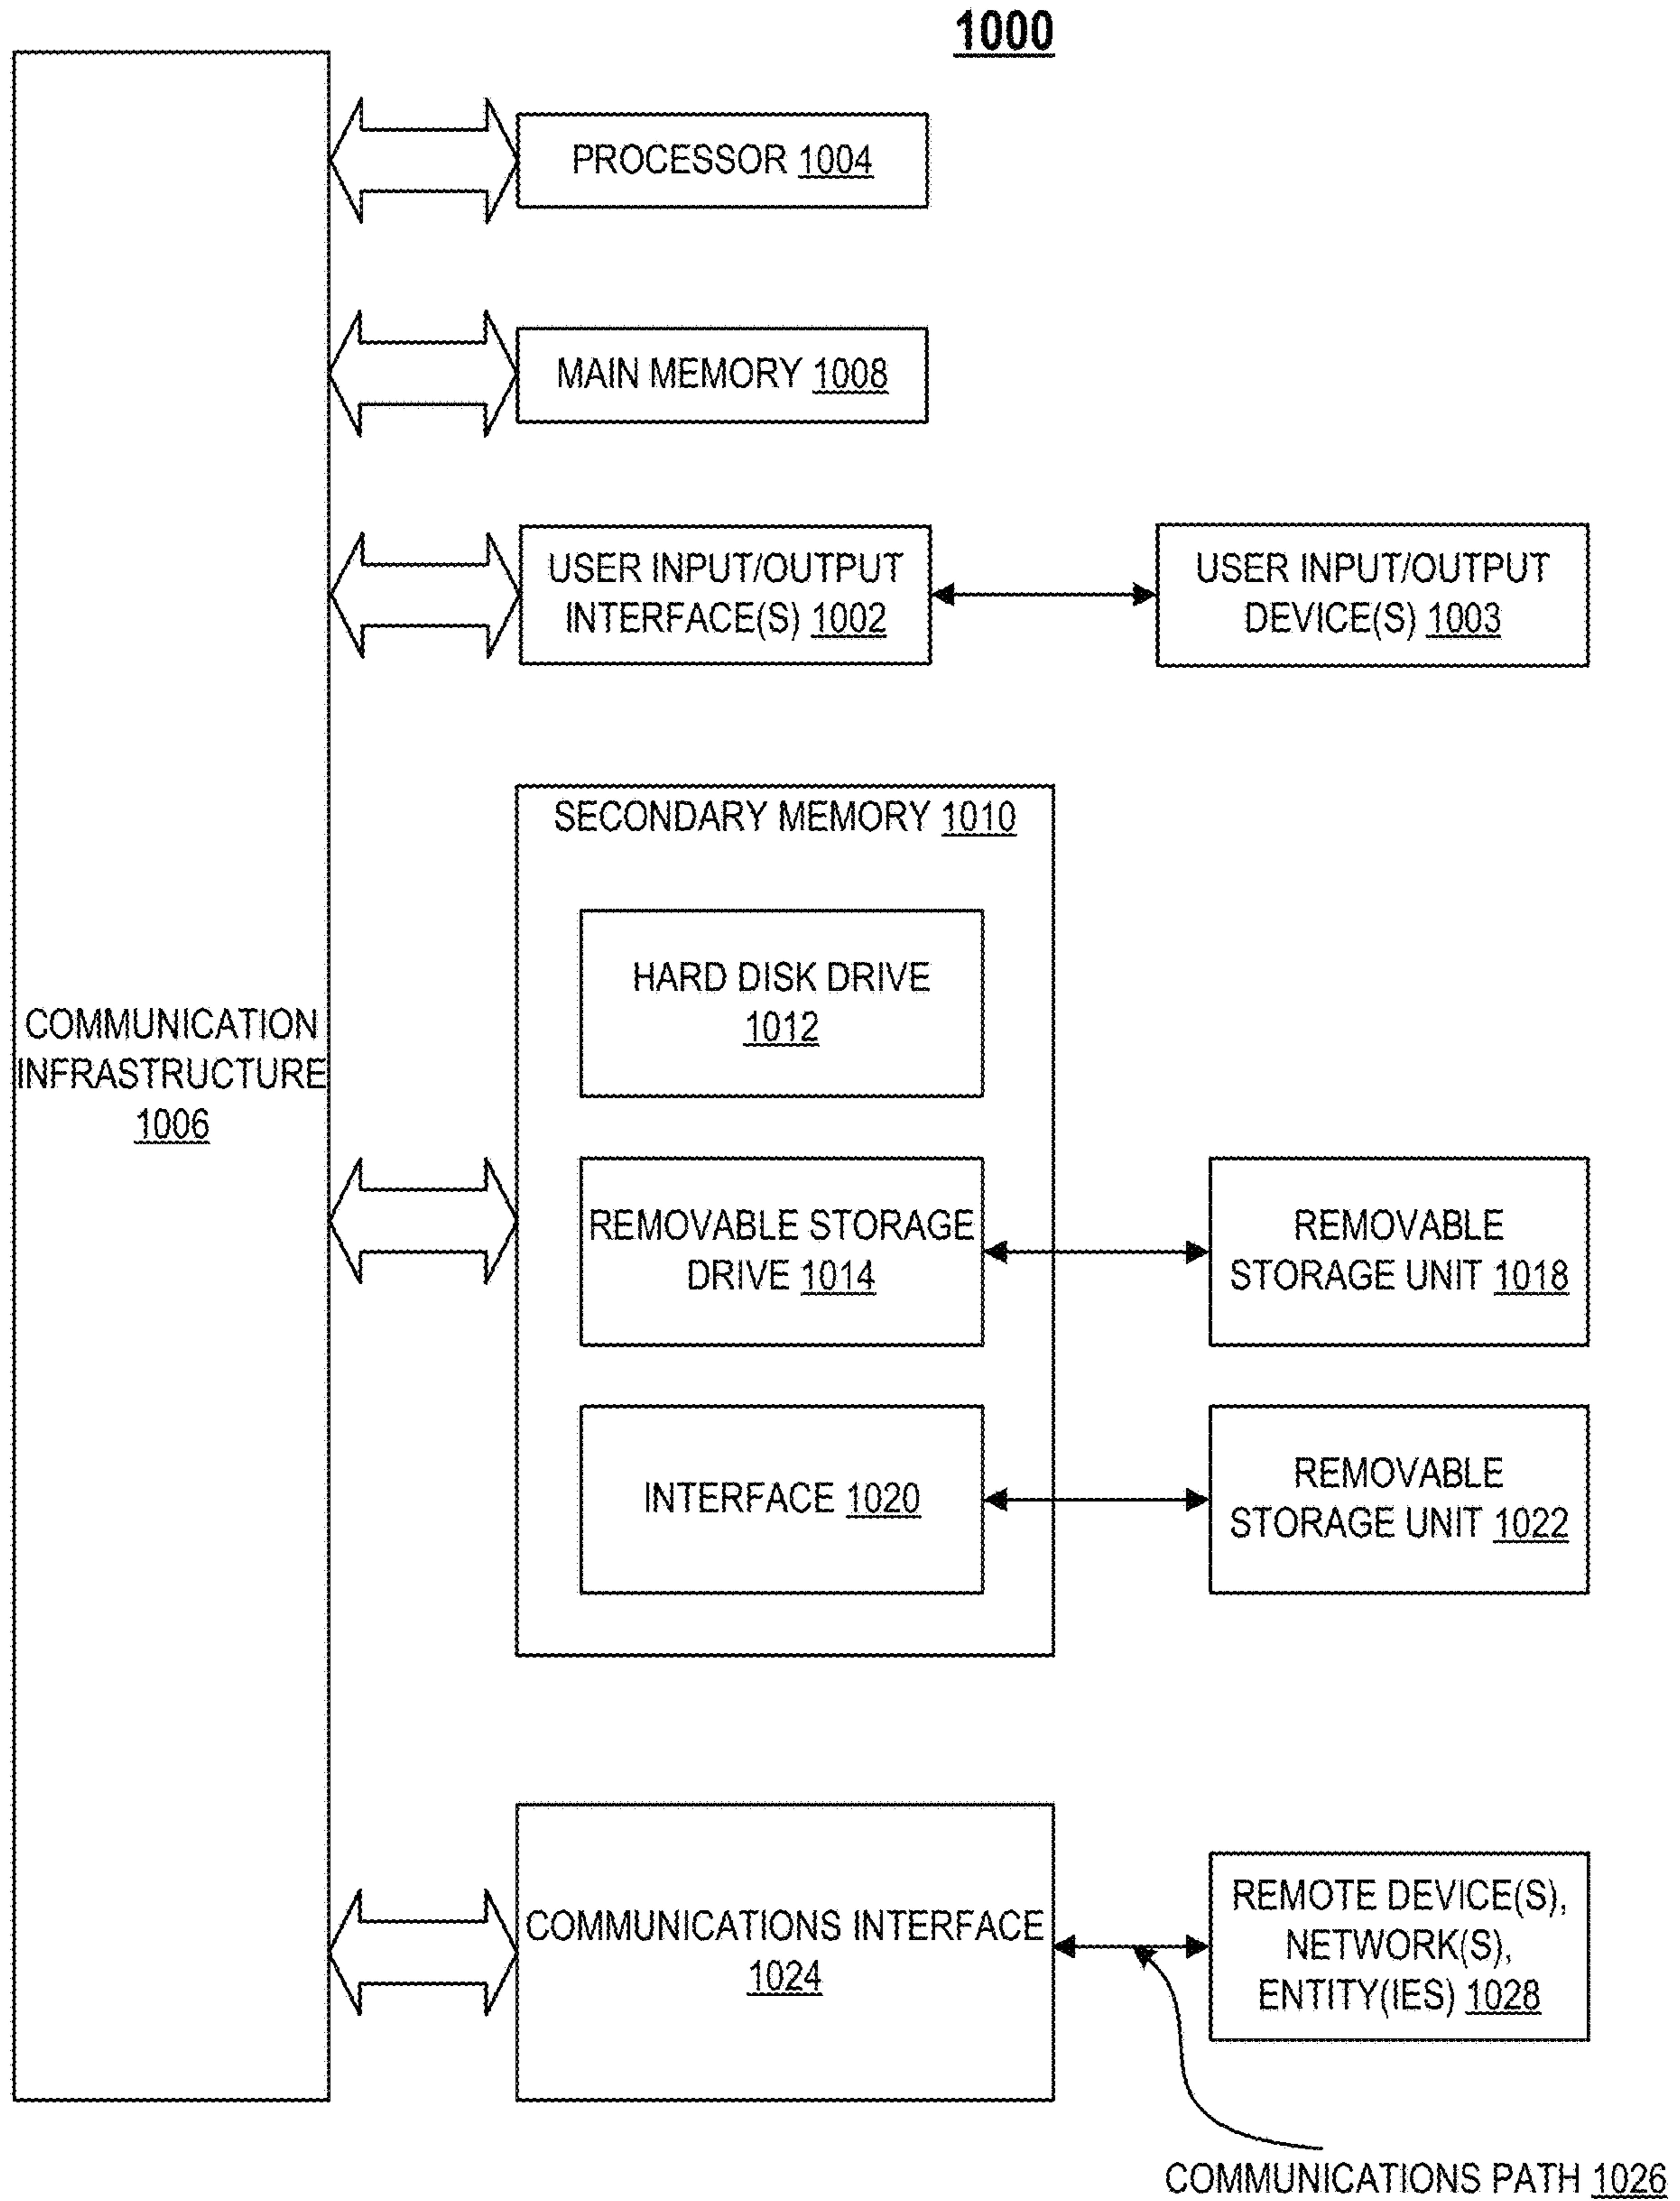 1000
PROCESSOR 1004
MAIN MEMORY 1008
USER INPUT/OUTPUT
INTERFACE(S) 1002
USER INPUT/OUTPUT
DEVICE(S) 1003
SECONDARY MEMORY 1010
HARD DISK DRIVE
1012
COMMUNICATION
INFRASTRUCTURE
1006
REMOVABLE STORAGE
DRIVE 1014
REMOVABLE
STORAGE UNIT 1018
INTERFACE 1020
REMOVABLE
STORAGE UNIT 1022
COMMUNICATIONS INTERFACE
1024
REMOTE DEVICE(S),
NETWORK(S),
ENTITY(IES) 1028
COMMUNICATIONS PATH 1026